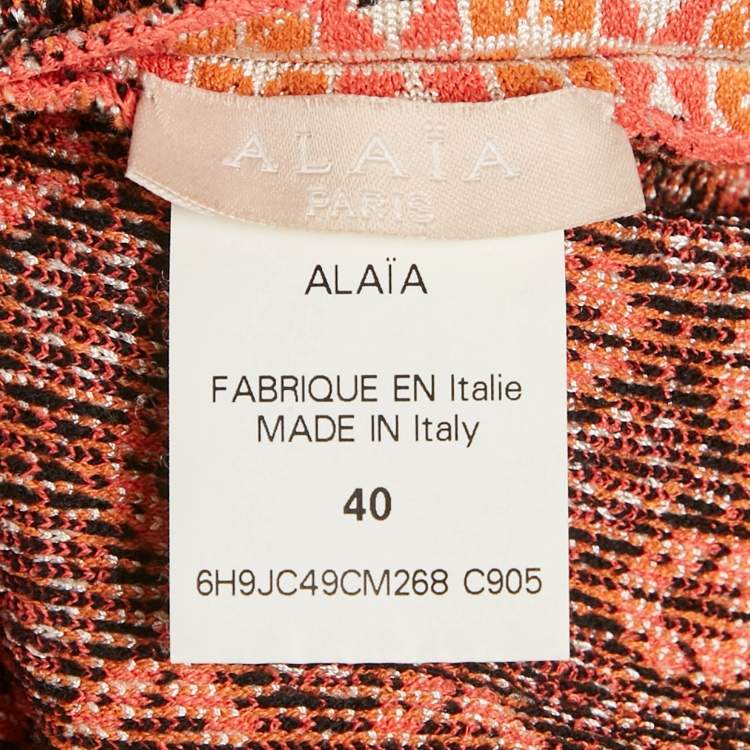 ALAÏA
PARIS
ALAÏA
FABRIQUE EN Italie
MADE IN Italy
40
6H9JC49CM268 C905